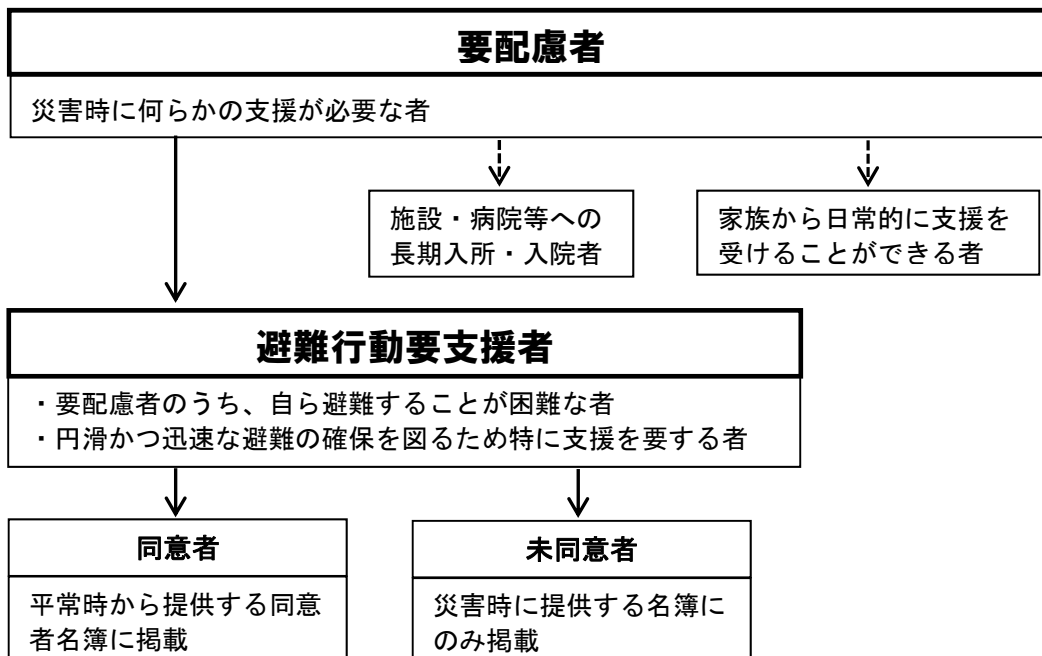 要配慮者
災害時に何らかの支援が必要な者
施設・病院等への
長期入所・入院者
家族から日常的に支援を
受けることができる者
避難行動要支援者
・要配慮者のうち、自ら避難することが困難な者
・円滑かつ迅速な避難の確保を図るため特に支援を要する者
同意者
平常時から提供する同意
者名簿に掲載
未同意者
災害時に提供する名簿に
のみ掲載